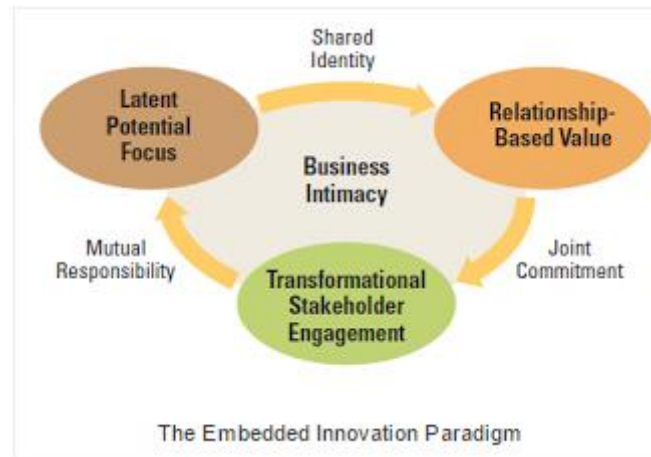 Shared
Identity
Latent
Potential
Focus
Relationship-
Based Value
Business
Intimacy
Mutual
Responsibility
Joint
Commitment
Transformational
Stakeholder
Engagement
The Embedded Innovation Paradigm